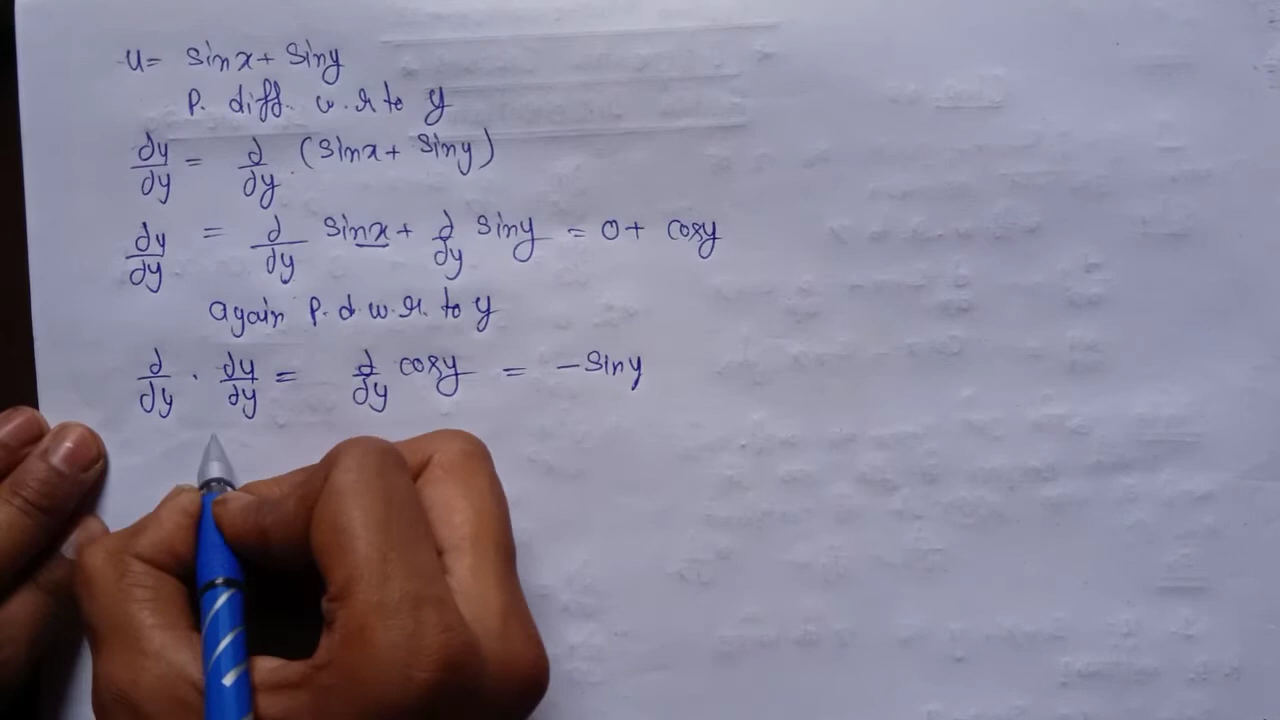 u= sinx+ siny
P. diff. w.r to y
∂y/∂y = ∂/∂y (sinx+ siny)
∂y/∂y = ∂/∂y sinx+ ∂/∂y siny = 0+ cosy
again P. d w.r. to y
∂/∂y · ∂y/∂y = ∂/∂y cosy = -siny